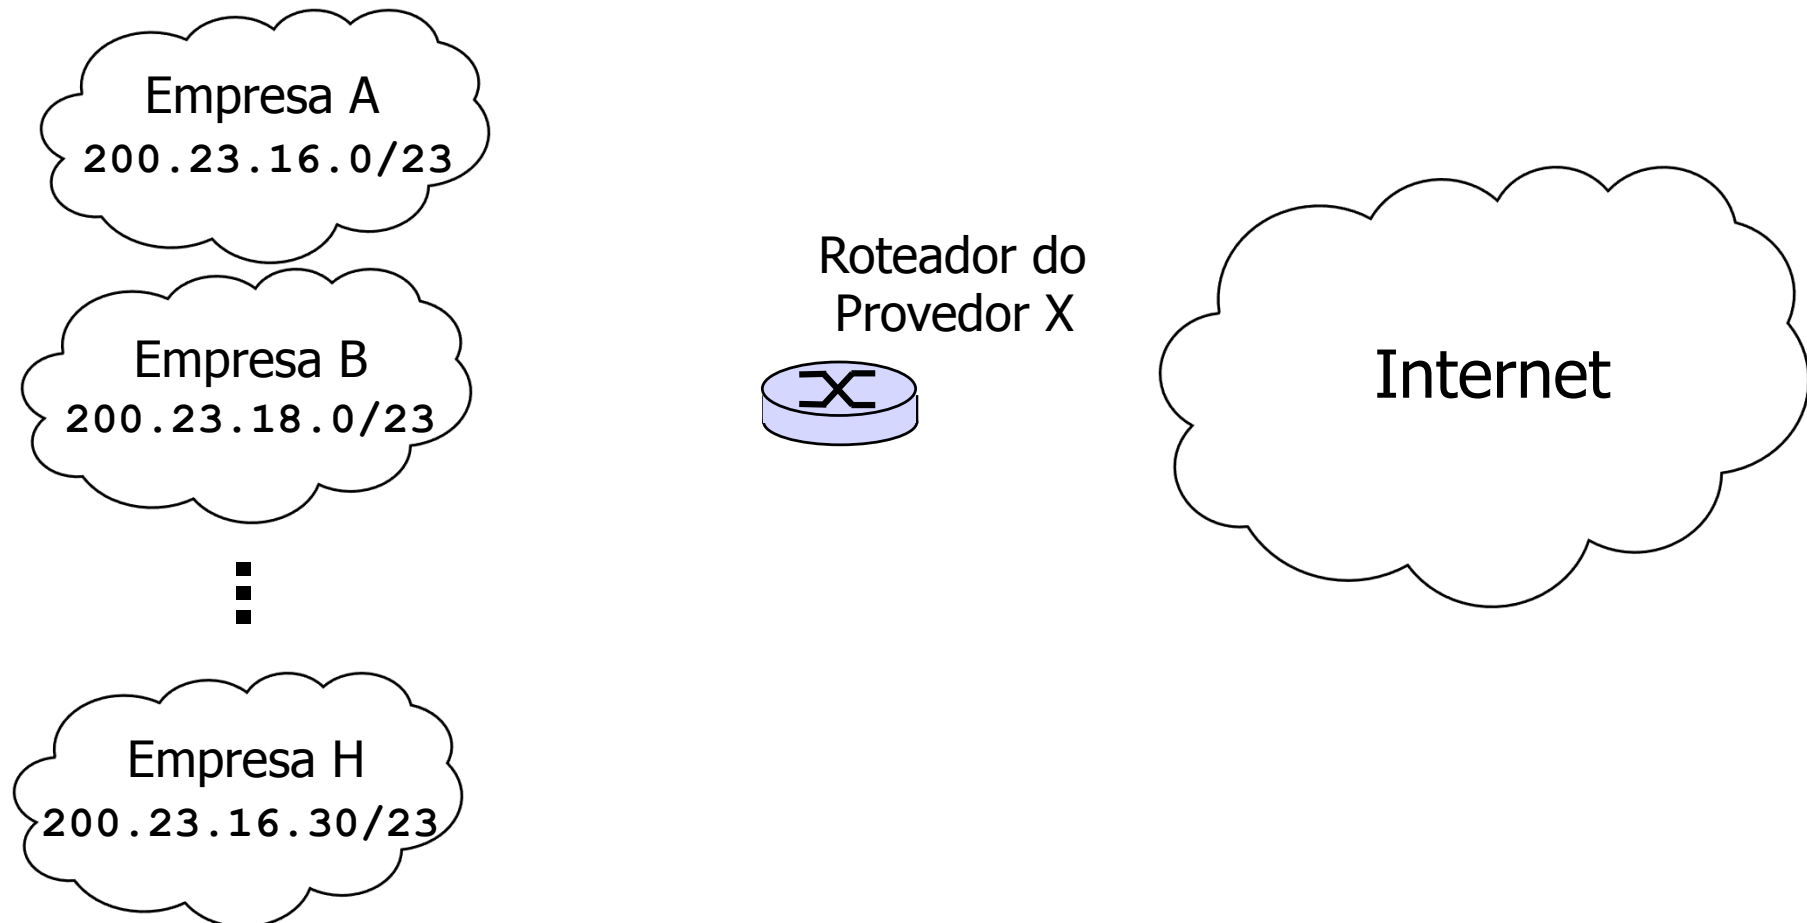 Empresa A
200.23.16.0/23
Empresa B
200.23.18.0/23
Empresa H
200.23.16.30/23
Roteador do
Provedor X
Internet